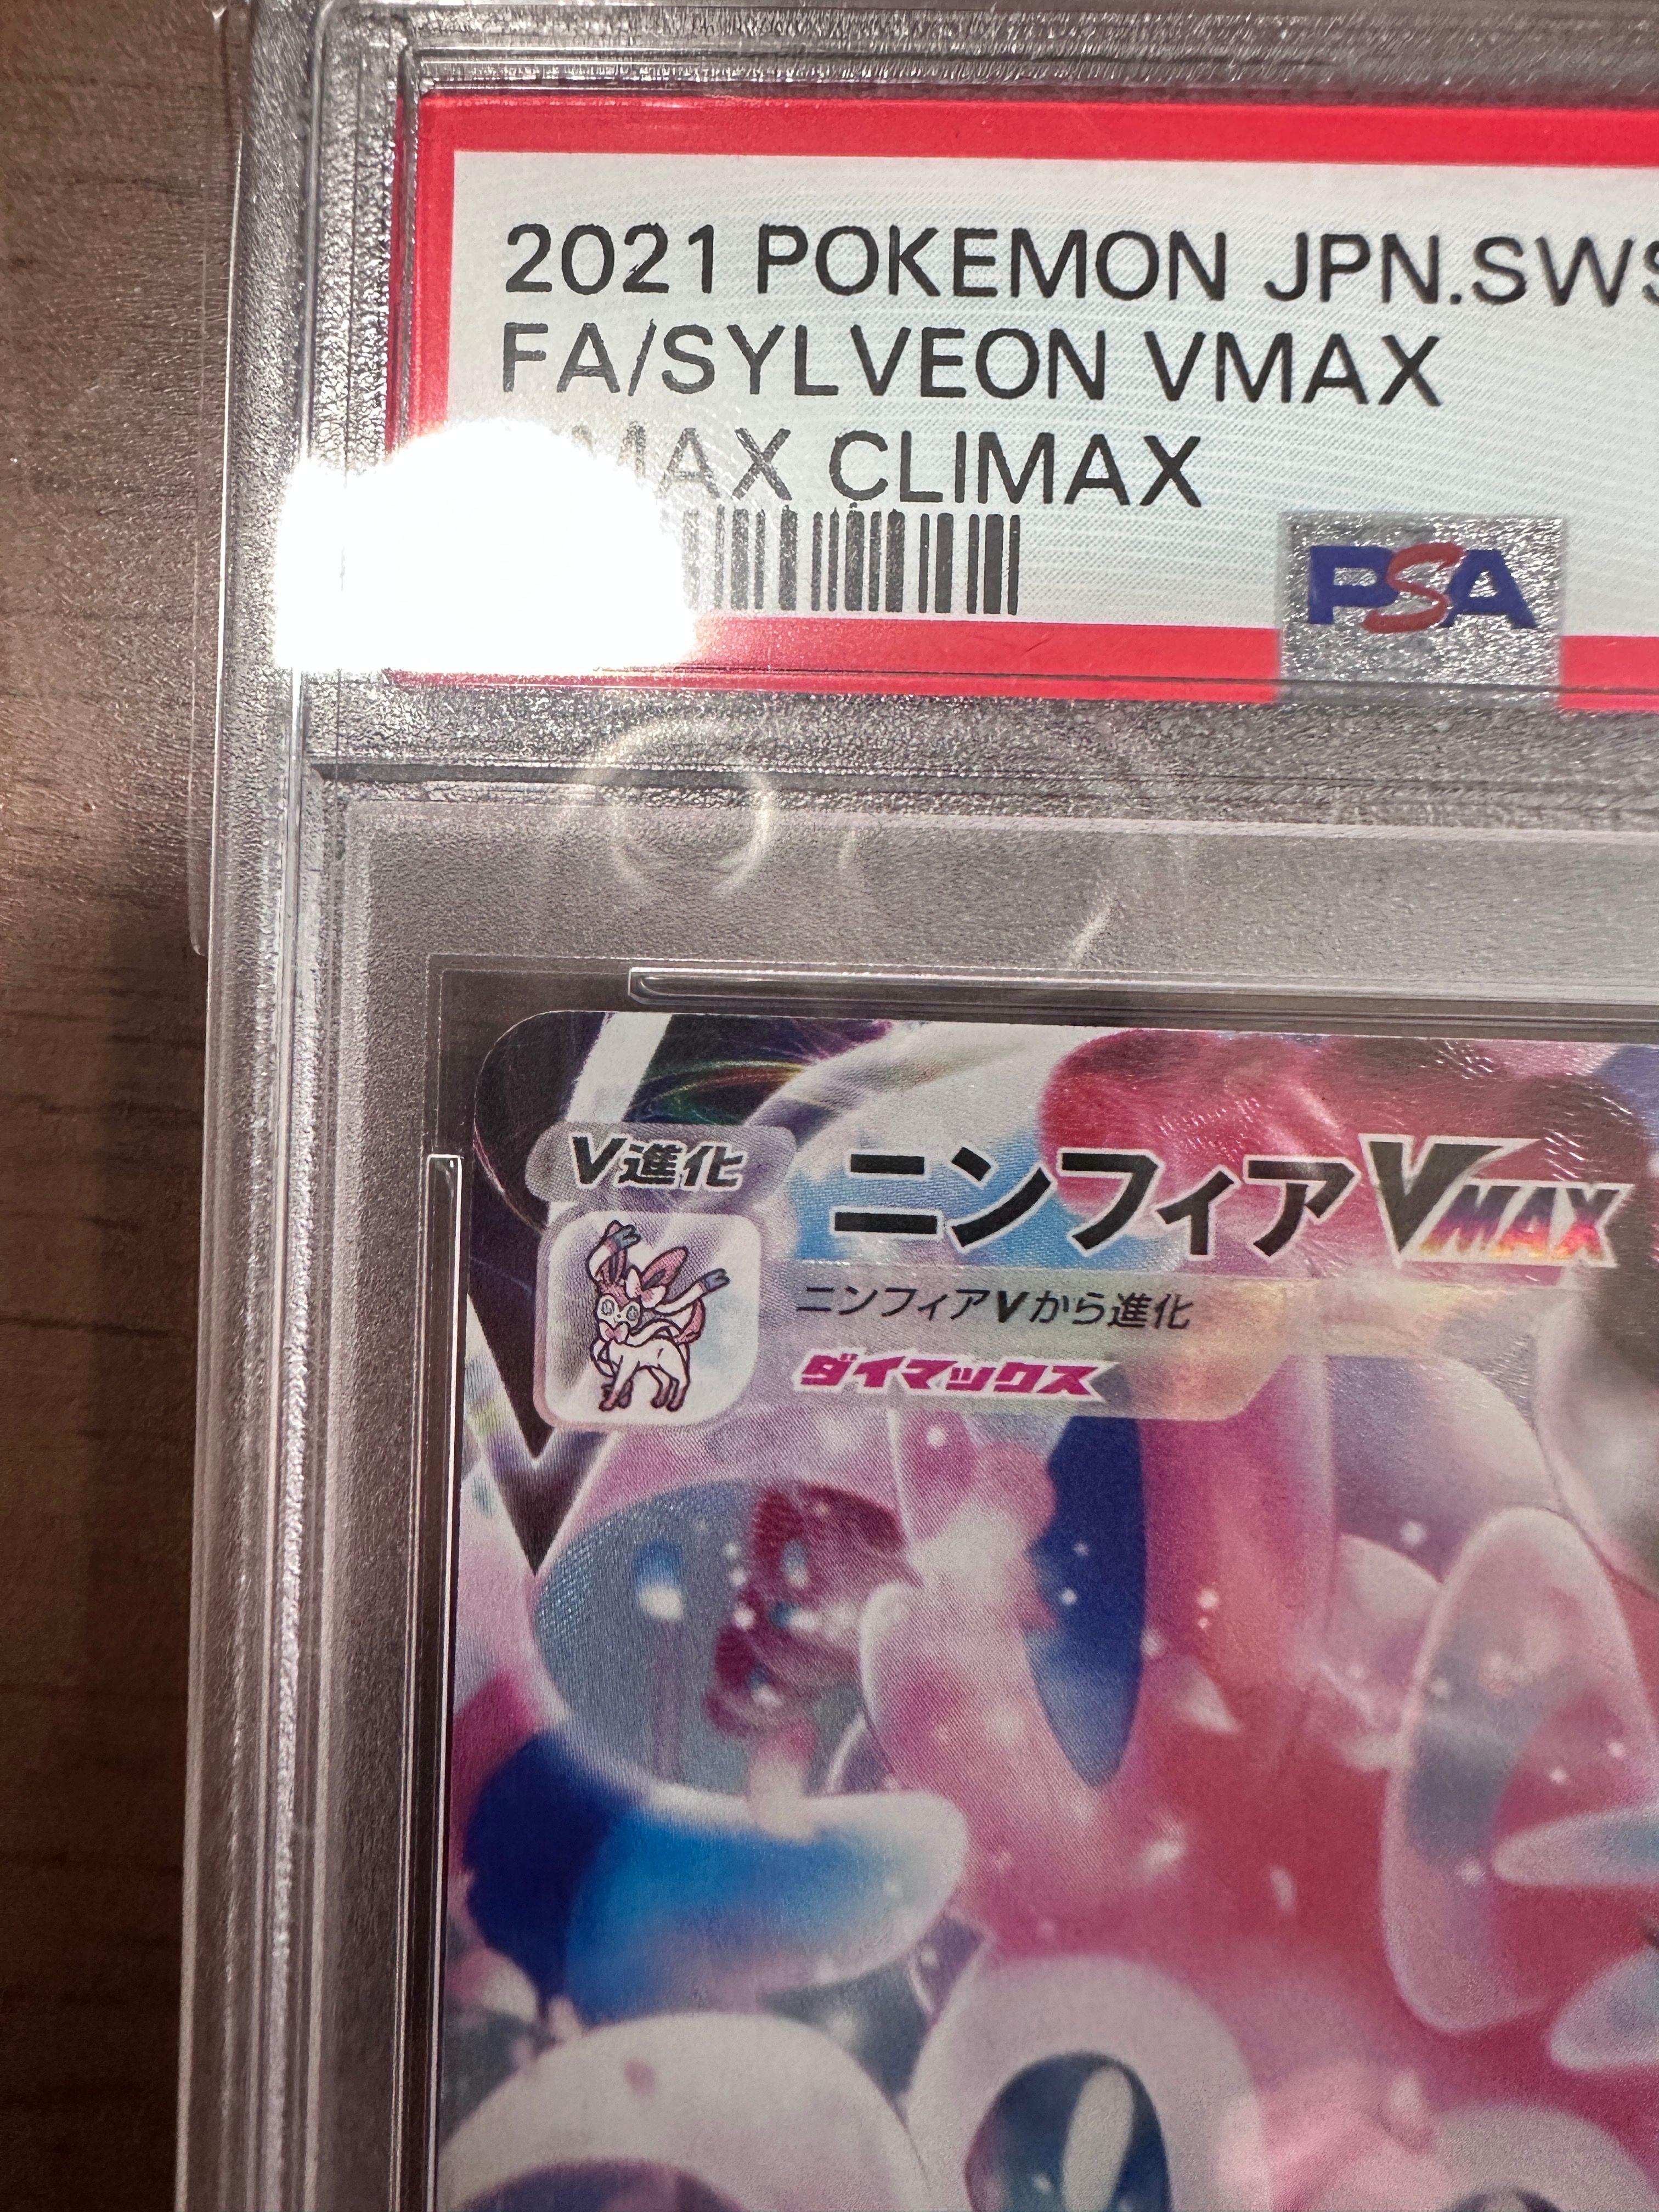 2021 POKEMON JPN.SWS
FA/SYLVEON VMAX
MAX CLIMAX
PSA
V進化
ニンフィアVMAX
ニンフィアVから進化
ダイマックス